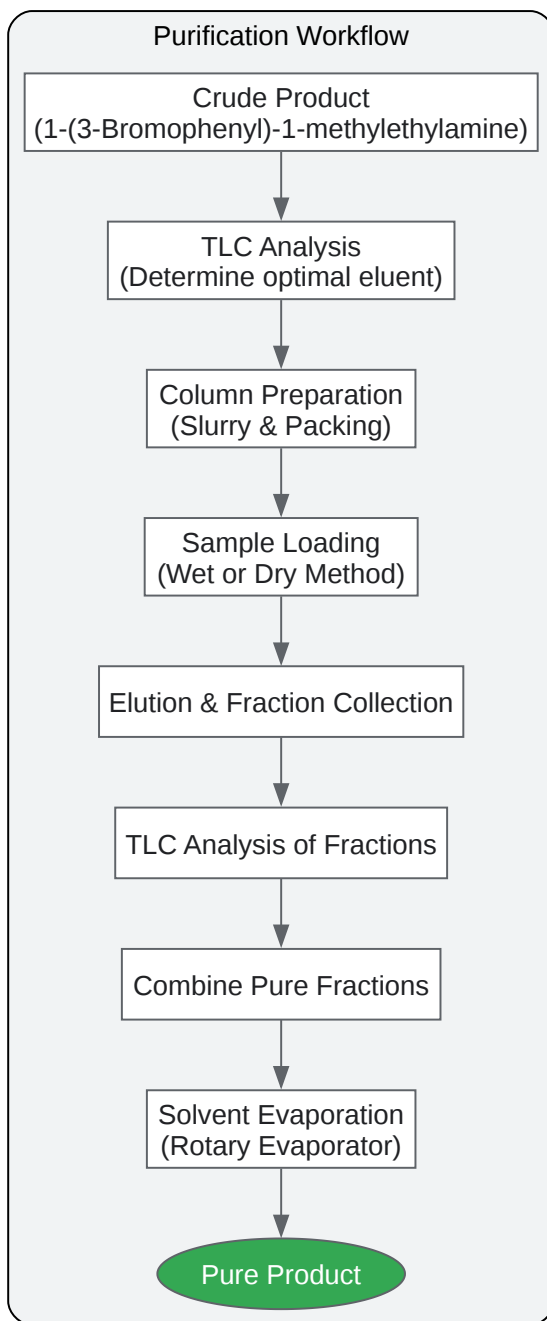 Purification Workflow
Crude Product
(1-(3-Bromophenyl)-1-methylethylamine)
TLC Analysis
(Determine optimal eluent)
Column Preparation
(Slurry & Packing)
Sample Loading
(Wet or Dry Method)
Elution & Fraction Collection
TLC Analysis of Fractions
Combine Pure Fractions
Solvent Evaporation
(Rotary Evaporator)
Pure Product